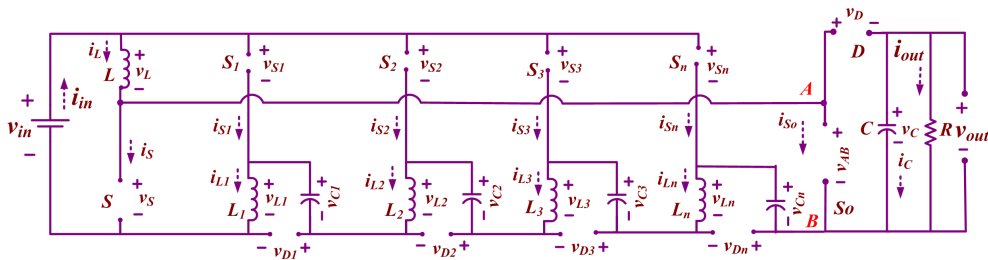 v_D
+ −
i_L + L v_L −
S_1 + v_S1 −
S_2 + v_S2 −
S_3 + v_S3 −
S_n + v_Sn −
D
i_out
A
+ v_in −
i_in
i_S
i_S1
i_S2
i_S3
i_Sn
i_So
+ v_AB −
C + v_C −
R
+ v_out −
i_C
S + v_S −
i_L1 L_1 + v_L1 −
+ v_C1 −
i_L2 L_2 + v_L2 −
+ v_C2 −
i_L3 L_3 + v_L3 −
+ v_C3 −
i_Ln L_n + v_Ln −
+ v_Cn −
So
B
− v_D1 +
− v_D2 +
− v_D3 +
− v_Dn +